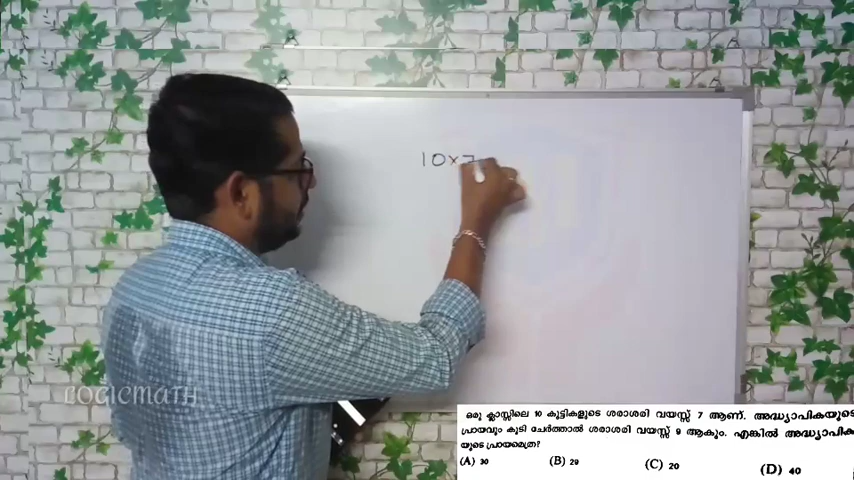 10×7
LOGICMATH
ഒരു ക്ലാസ്സിലെ 10 കുട്ടികളുടെ ശരാശരി വയസ്സ് 7 ആണ്. അദ്ധ്യാപികയുടെ
പ്രായവും കൂടി ചേർത്താൽ ശരാശരി വയസ്സ് 9 ആകും. എങ്കിൽ അദ്ധ്യാപിക
യുടെ പ്രായമെത്ര?
(A) 30 (B) 29 (C) 20 (D) 40